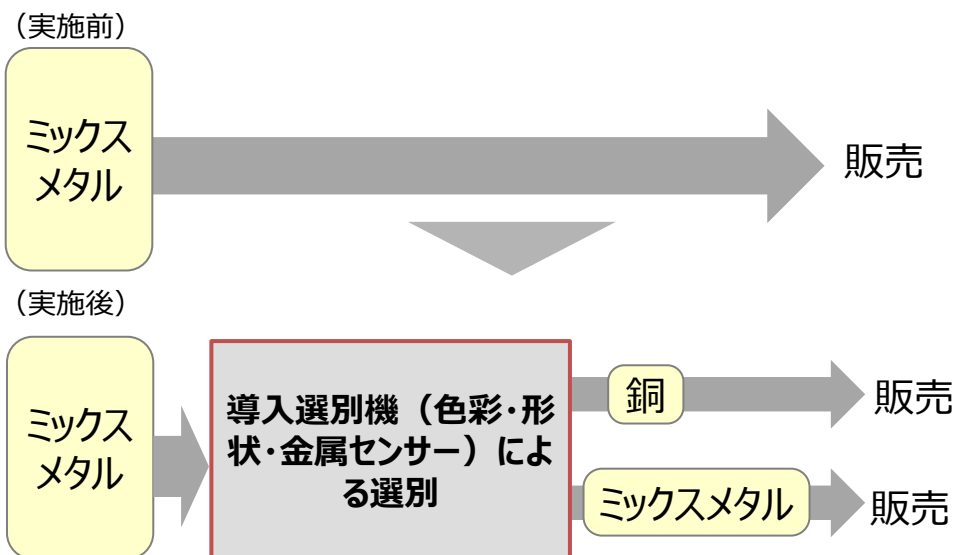 （実施前）
ミックス
メタル
販売
（実施後）
ミックス
メタル
導入選別機（色彩・形
状・金属センサー）によ
る選別
銅
販売
ミックスメタル
販売